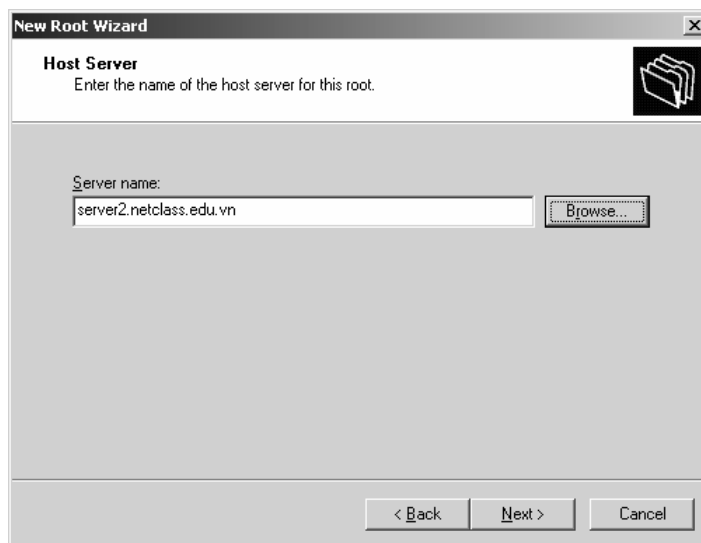 New Root Wizard
Host Server
Enter the name of the host server for this root.
Server name:
server2.netclass.edu.vn
Browse...
< Back
Next >
Cancel